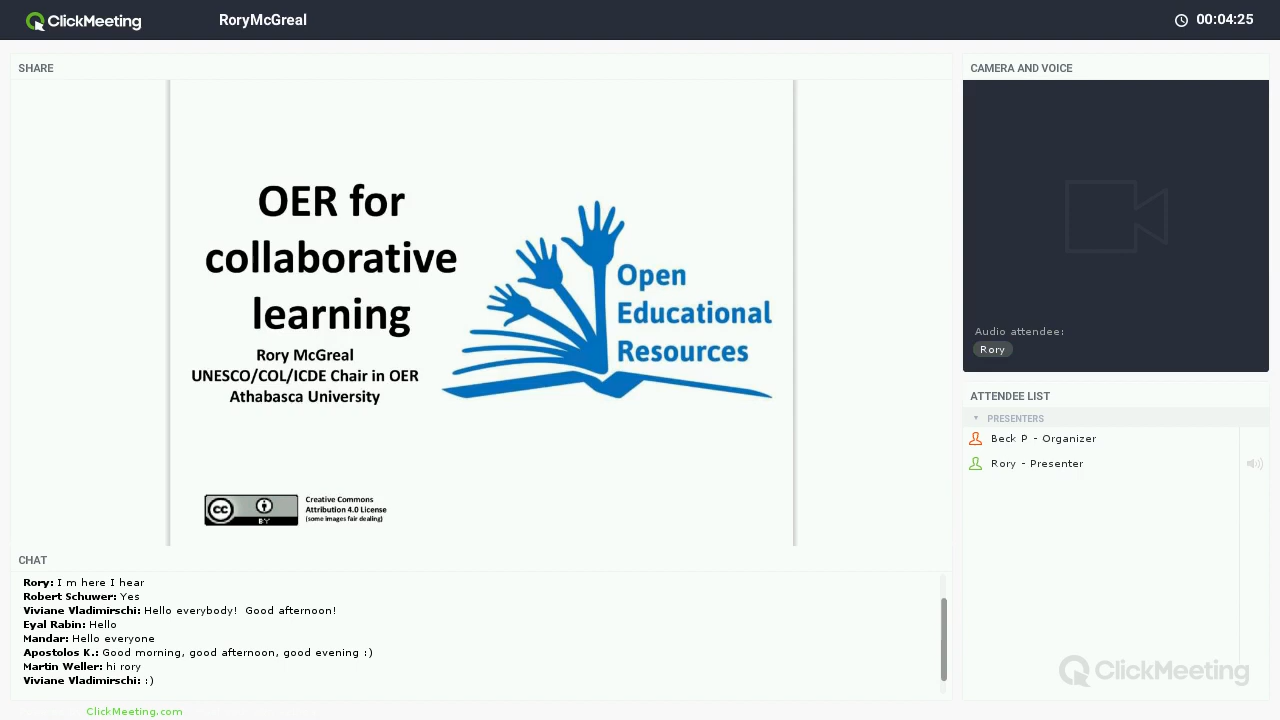 ClickMeeting
RoryMcGreal
00:04:25
SHARE
OER for
collaborative
learning
Rory McGreal
UNESCO/COL/ICDE Chair in OER
Athabasca University
Open
Educational
Resources
cc
BY
Creative Commons
Attribution 4.0 License
(some images fair dealing)
CHAT
Rory: I m here I hear
Robert Schuwer: Yes
Viviane Vladimirschi: Hello everybody!  Good afternoon!
Eyal Rabin: Hello
Mandar: Hello everyone
Apostolos K.: Good morning, good afternoon, good evening :)
Martin Weller: hi rory
Viviane Vladimirschi: :)
CAMERA AND VOICE
Audio attendee:
Rory
ATTENDEE LIST
PRESENTERS
Beck P - Organizer
Rory - Presenter
ClickMeeting
ClickMeeting.com